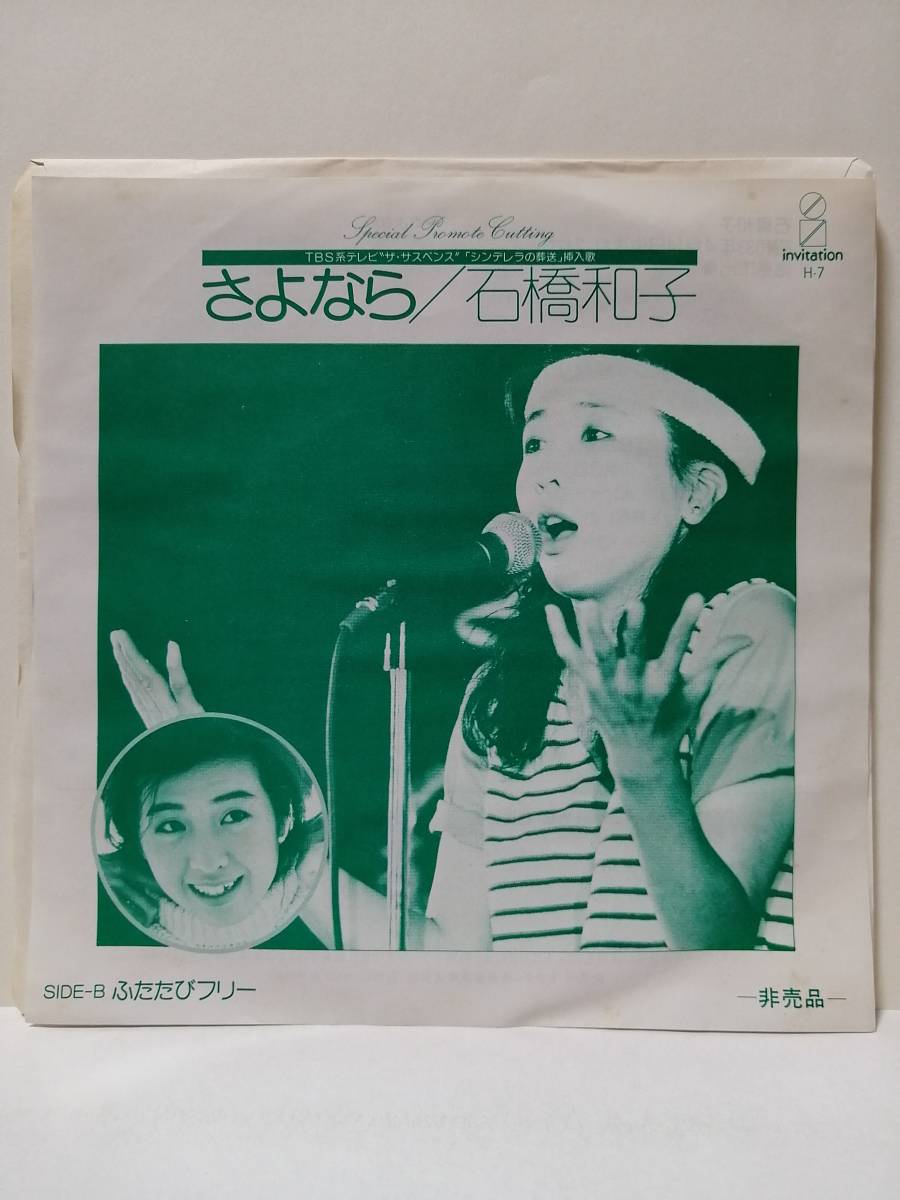 Special Promote Cutting
TBS系テレビ"ザ・サスペンス"「シンデレラの葬送」挿入歌
さよなら/石橋和子
invitation
H-7
SIDE-B ふたたびフリー
—非売品—